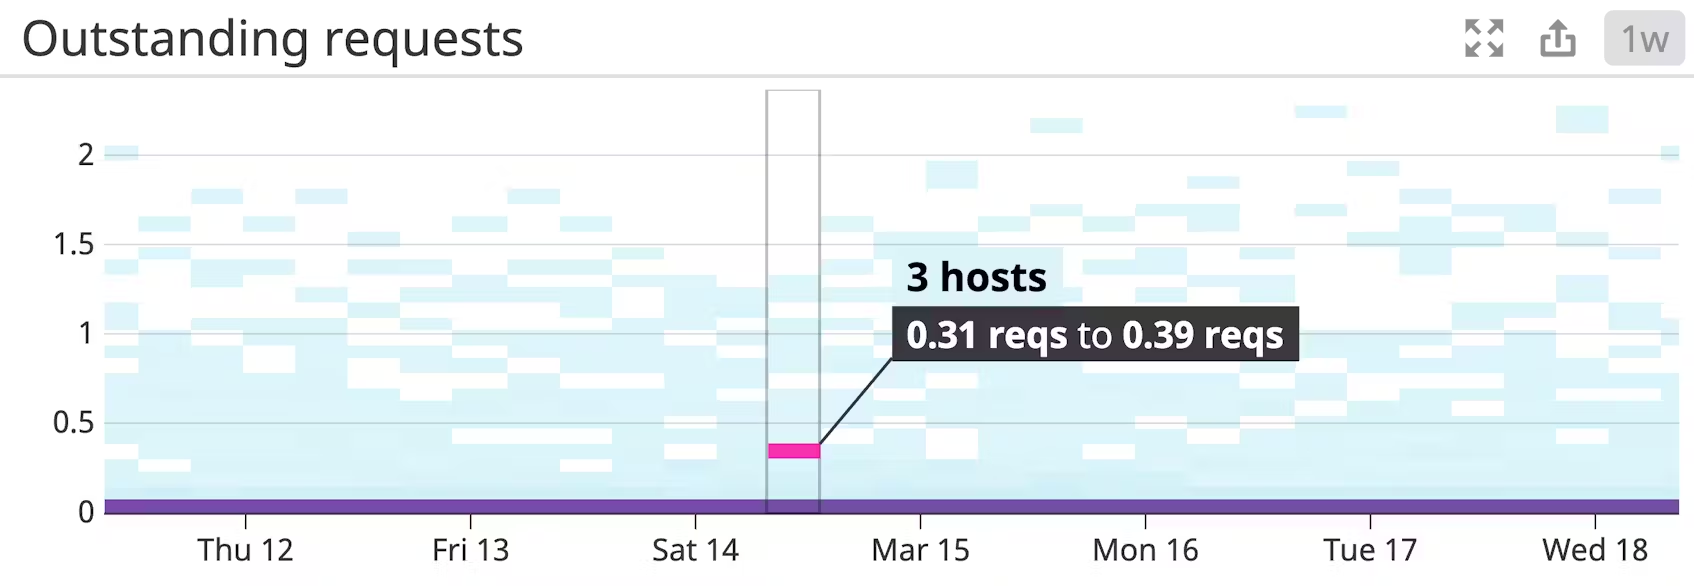 Outstanding requests
1w
2
1.5
1
0.5
0
3 hosts
0.31 reqs to 0.39 reqs
Thu 12 Fri 13 Sat 14 Mar 15 Mon 16 Tue 17 Wed 18